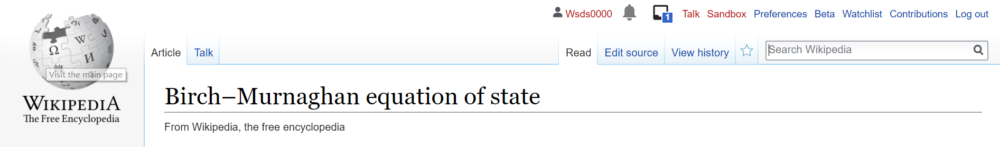 Wsds0000 1 Talk Sandbox Preferences Beta Watchlist Contributions Log out
Article Talk Read Edit source View history Search Wikipedia
Visit the main page
WIKIPEDIA
The Free Encyclopedia
Birch–Murnaghan equation of state
From Wikipedia, the free encyclopedia